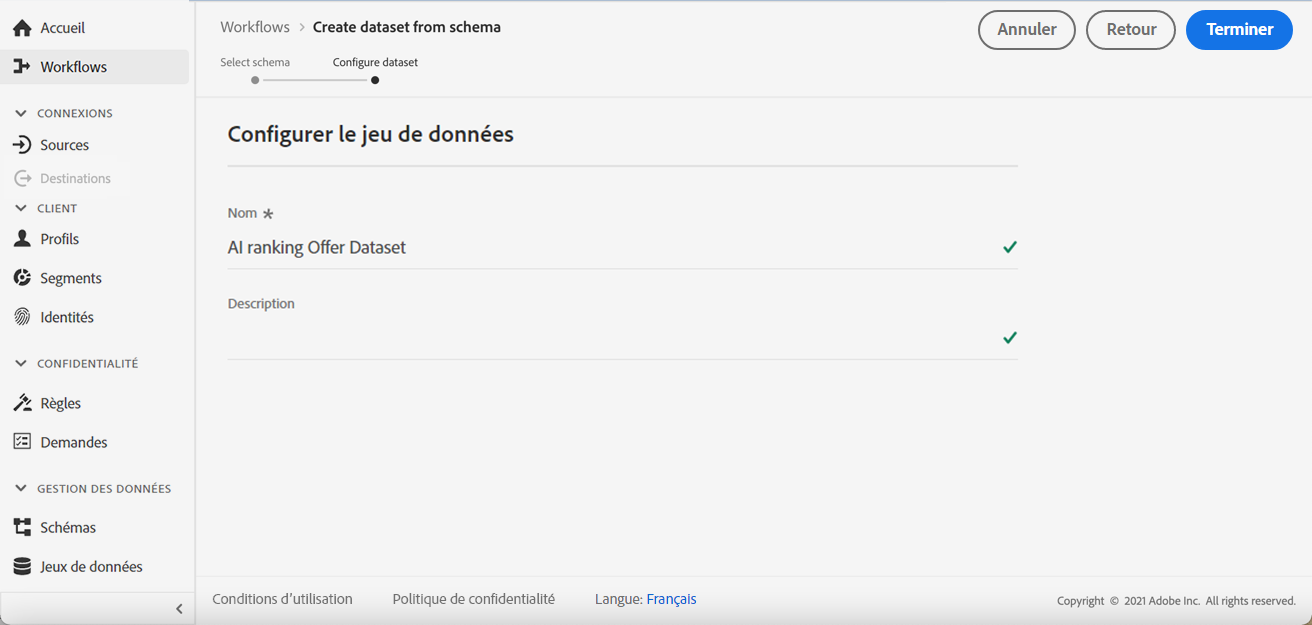 Accueil
Workflows
CONNEXIONS
Sources
Destinations
CLIENT
Profils
Segments
Identités
CONFIDENTIALITÉ
Règles
Demandes
GESTION DES DONNÉES
Schémas
Jeux de données
Workflows > Create dataset from schema
Annuler Retour Terminer
Select schema Configure dataset
Configurer le jeu de données
Nom *
AI ranking Offer Dataset
Description
Conditions d’utilisation Politique de confidentialité Langue: Français
Copyright © 2021 Adobe Inc. All rights reserved.